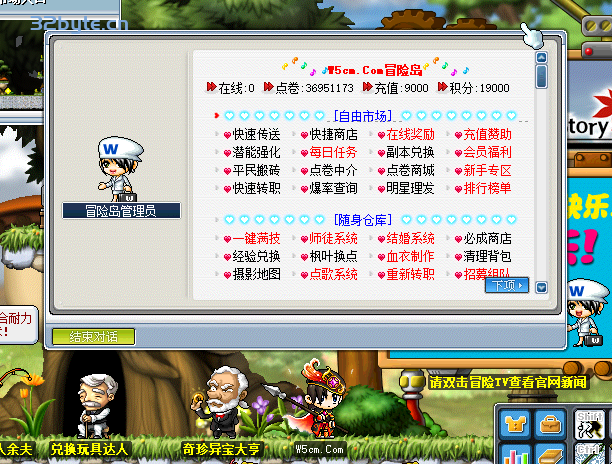 32byte.cn
W5cm.Com冒险岛
在线:0 点卷:36951173 充值:9000 积分:19000
[自由市场]
快速传送 快捷商店 在线奖励 充值赞助
潜能强化 每日任务 副本兑换 会员福利
平民搬砖 点卷中介 点卷商城 新手专区
快速转职 爆率查询 明星理发 排行榜单
冒险岛管理员
[随身仓库]
一键满技 师徒系统 结婚系统 必成商店
经验兑换 枫叶换点 血衣制作 清理背包
摄影地图 点歌系统 重新转职 招募组队
下项
结束对话
tory
快乐
乐!
W
合耐力
!
请双击冒险TV查看官网新闻
人余夫 兑换玩具达人 奇珍异宝大亨 W5cm.Com
Shift
Ctrl